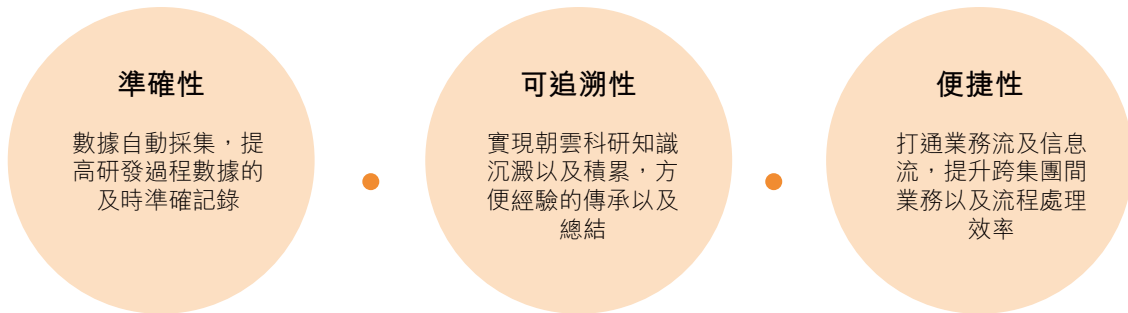 準確性
數據自動採集，提
高研發過程數據的
及時準確記錄
可追溯性
實現朝雲科研知識
沉澱以及積累，方
便經驗的傳承以及
總結
便捷性
打通業務流及信息
流，提升跨集團間
業務以及流程處理
效率